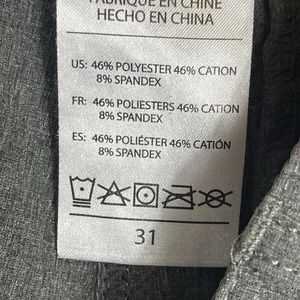 FABRIQUÉ EN CHINE
HECHO EN CHINA
US: 46% POLYESTER 46% CATION
8% SPANDEX
FR: 46% POLIESTERS 46% CATION
8% SPANDEX
ES: 46% POLIÉSTER 46% CATIÓN
8% SPANDEX
31